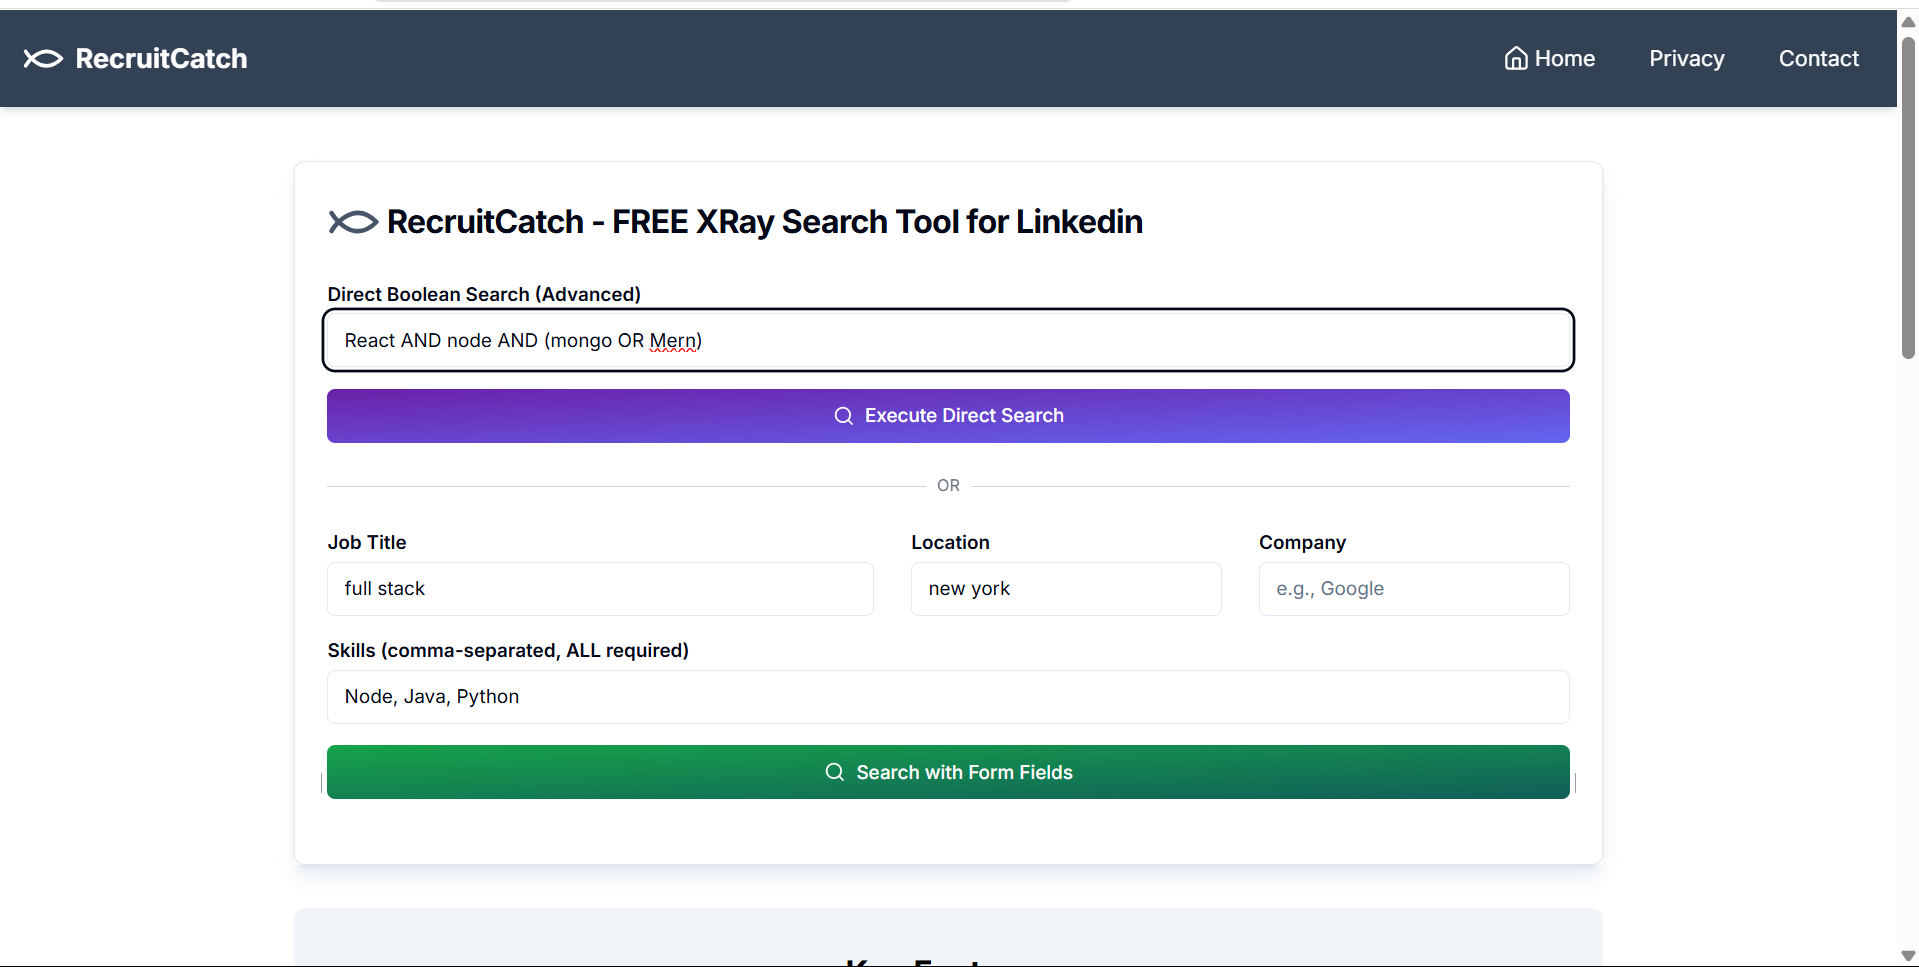 RecruitCatch
Home Privacy Contact
RecruitCatch - FREE XRay Search Tool for Linkedin
Direct Boolean Search (Advanced)
React AND node AND (mongo OR Mern)
Execute Direct Search
OR
Job Title Location Company
full stack new york e.g., Google
Skills (comma-separated, ALL required)
Node, Java, Python
Search with Form Fields